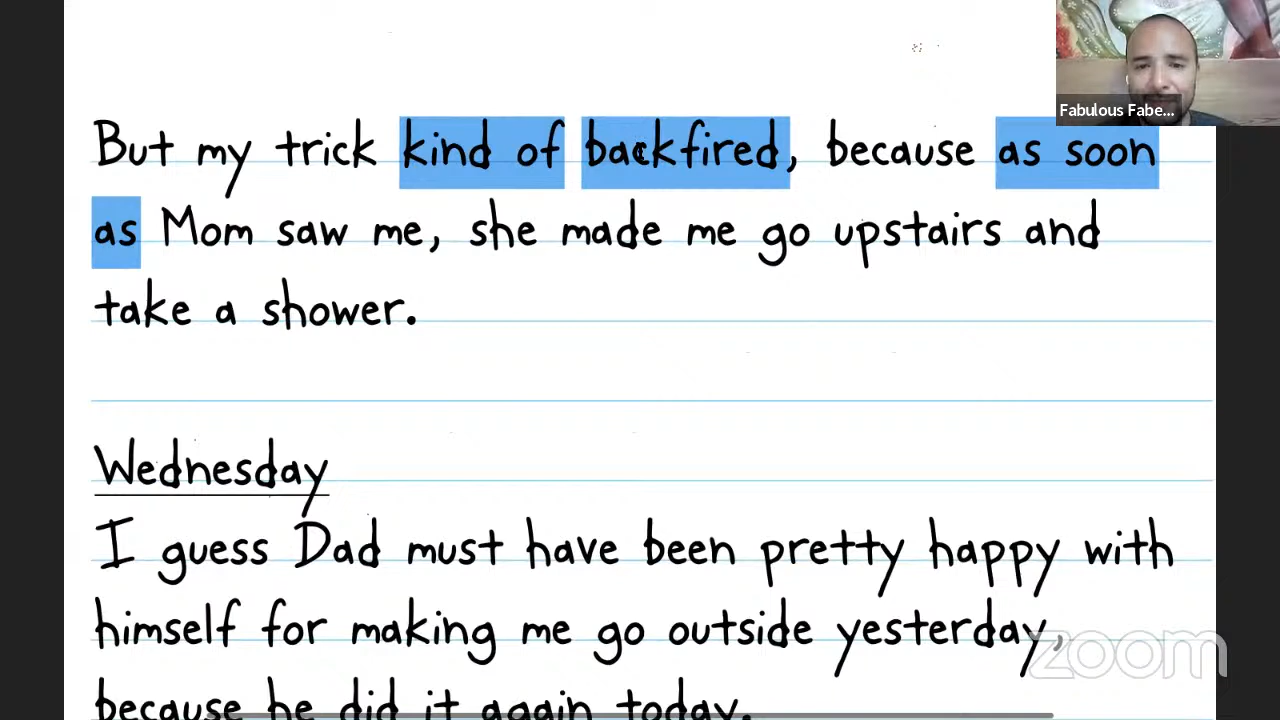 Fabulous Fabe...
But my trick kind of backfired, because as soon
as Mom saw me, she made me go upstairs and
take a shower.
Wednesday
I guess Dad must have been pretty happy with
himself for making me go outside yesterday,
because he did it again today.
zoom